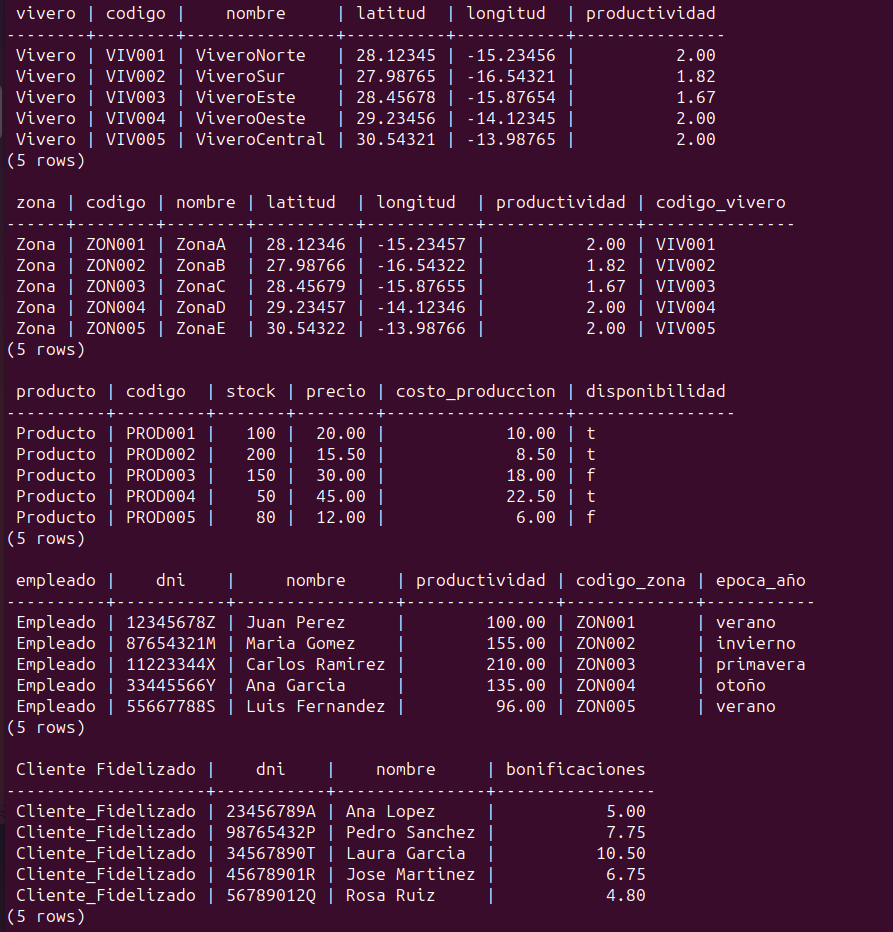 vivero | codigo |    nombre     | latitud  | longitud  | productividad
--------+--------+---------------+----------+-----------+---------------
 Vivero | VIV001 | ViveroNorte   | 28.12345 | -15.23456 |          2.00
 Vivero | VIV002 | ViveroSur     | 27.98765 | -16.54321 |          1.82
 Vivero | VIV003 | ViveroEste    | 28.45678 | -15.87654 |          1.67
 Vivero | VIV004 | ViveroOeste   | 29.23456 | -14.12345 |          2.00
 Vivero | VIV005 | ViveroCentral | 30.54321 | -13.98765 |          2.00
(5 rows)

 zona | codigo | nombre | latitud  | longitud  | productividad | codigo_vivero
------+--------+--------+----------+-----------+---------------+---------------
 Zona | ZON001 | ZonaA  | 28.12346 | -15.23457 |          2.00 | VIV001
 Zona | ZON002 | ZonaB  | 27.98766 | -16.54322 |          1.82 | VIV002
 Zona | ZON003 | ZonaC  | 28.45679 | -15.87655 |          1.67 | VIV003
 Zona | ZON004 | ZonaD  | 29.23457 | -14.12346 |          2.00 | VIV004
 Zona | ZON005 | ZonaE  | 30.54322 | -13.98766 |          2.00 | VIV005
(5 rows)

 producto | codigo  | stock | precio | costo_produccion | disponibilidad
----------+---------+-------+--------+------------------+----------------
 Producto | PROD001 |   100 |  20.00 |            10.00 | t
 Producto | PROD002 |   200 |  15.50 |             8.50 | t
 Producto | PROD003 |   150 |  30.00 |            18.00 | f
 Producto | PROD004 |    50 |  45.00 |            22.50 | t
 Producto | PROD005 |    80 |  12.00 |             6.00 | f
(5 rows)

 empleado |    dni    |     nombre     | productividad | codigo_zona | epoca_año
----------+-----------+----------------+---------------+-------------+-----------
 Empleado | 12345678Z | Juan Perez     |        100.00 | ZON001      | verano
 Empleado | 87654321M | Maria Gomez    |        155.00 | ZON002      | invierno
 Empleado | 11223344X | Carlos Ramirez |        210.00 | ZON003      | primavera
 Empleado | 33445566Y | Ana Garcia     |        135.00 | ZON004      | otoño
 Empleado | 55667788S | Luis Fernandez |         96.00 | ZON005      | verano
(5 rows)

 Cliente Fidelizado |    dni    |    nombre     | bonificaciones
--------------------+-----------+---------------+----------------
 Cliente_Fidelizado | 23456789A | Ana Lopez     |           5.00
 Cliente_Fidelizado | 98765432P | Pedro Sanchez |           7.75
 Cliente_Fidelizado | 34567890T | Laura Garcia  |          10.50
 Cliente_Fidelizado | 45678901R | Jose Martinez |           6.75
 Cliente_Fidelizado | 56789012Q | Rosa Ruiz     |           4.80
(5 rows)